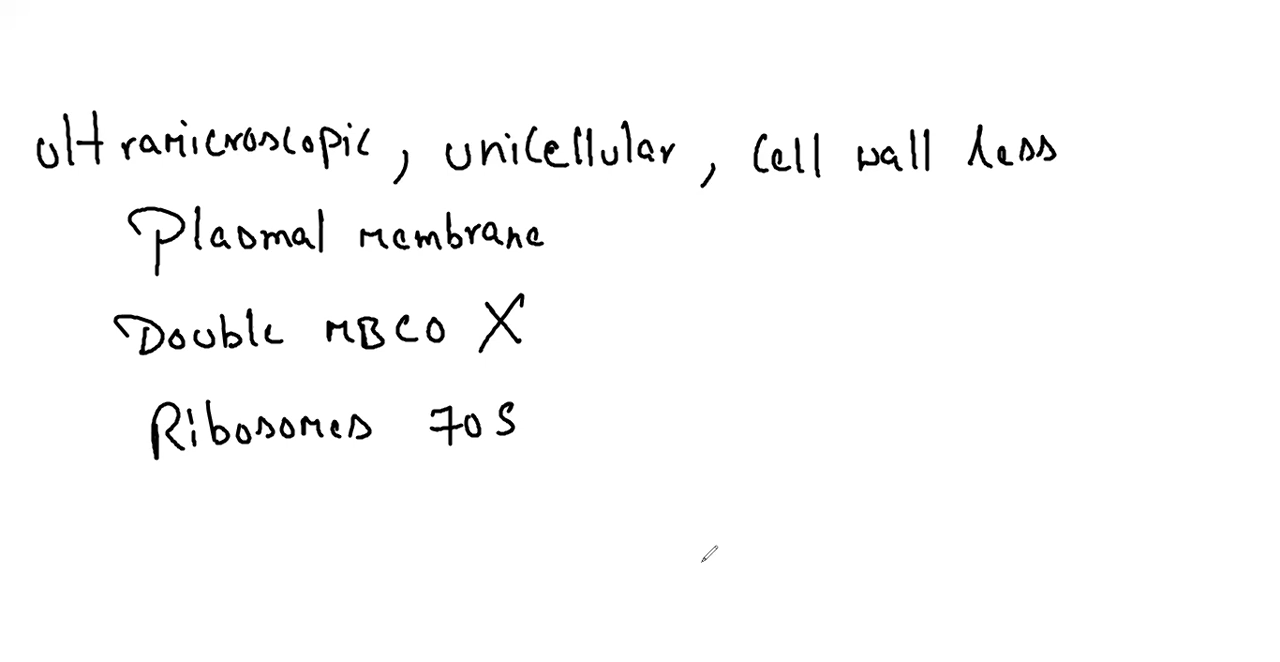 ultramicroscopic, unicellular, cell wall less
Plasmal membrane
Double MBCO X
Ribosomes 70S